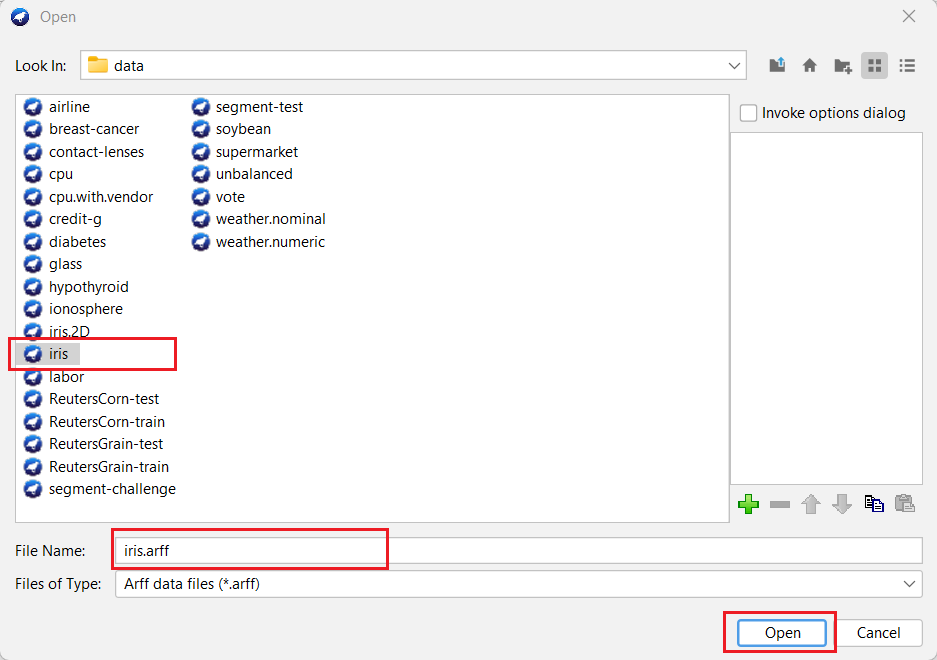 Open
Look In: data
airline
breast-cancer
contact-lenses
cpu
cpu.with.vendor
credit-g
diabetes
glass
hypothyroid
ionosphere
iris.2D
iris
labor
ReutersCorn-test
ReutersCorn-train
ReutersGrain-test
ReutersGrain-train
segment-challenge
segment-test
soybean
supermarket
unbalanced
vote
weather.nominal
weather.numeric
Invoke options dialog
File Name: iris.arff
Files of Type: Arff data files (*.arff)
Open Cancel